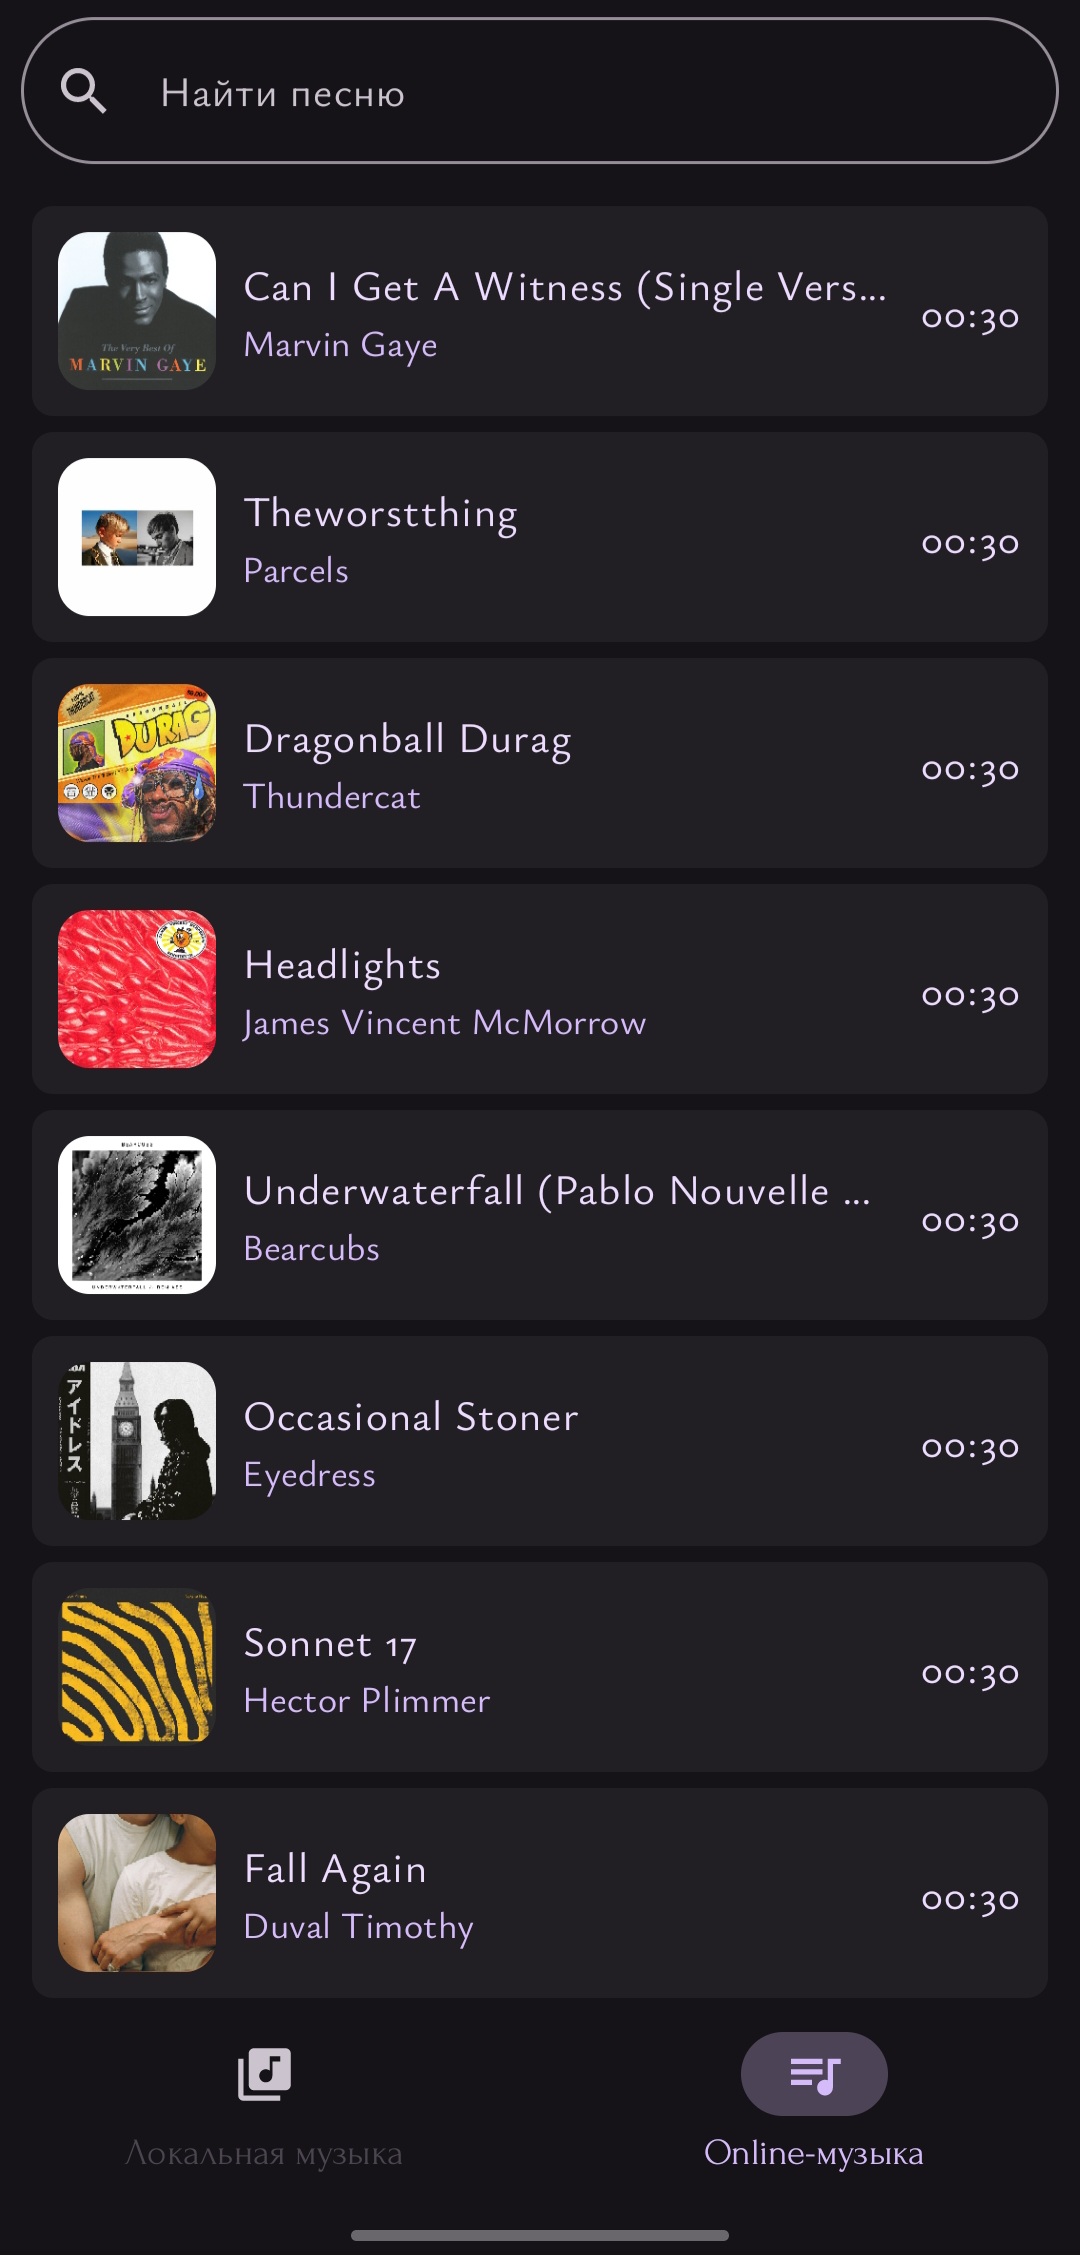 Найти песню
The Very Best Of
MARVIN GAYE
Can I Get A Witness (Single Vers...
Marvin Gaye
00:30
Theworstthing
Parcels
00:30
DURAG
Dragonball Durag
Thundercat
00:30
Headlights
James Vincent McMorrow
00:30
Underwaterfall (Pablo Nouvelle ...
Bearcubs
00:30
アイドレス
Occasional Stoner
Eyedress
00:30
Sonnet 17
Hector Plimmer
00:30
Fall Again
Duval Timothy
00:30
Локальная музыка
Online-музыка